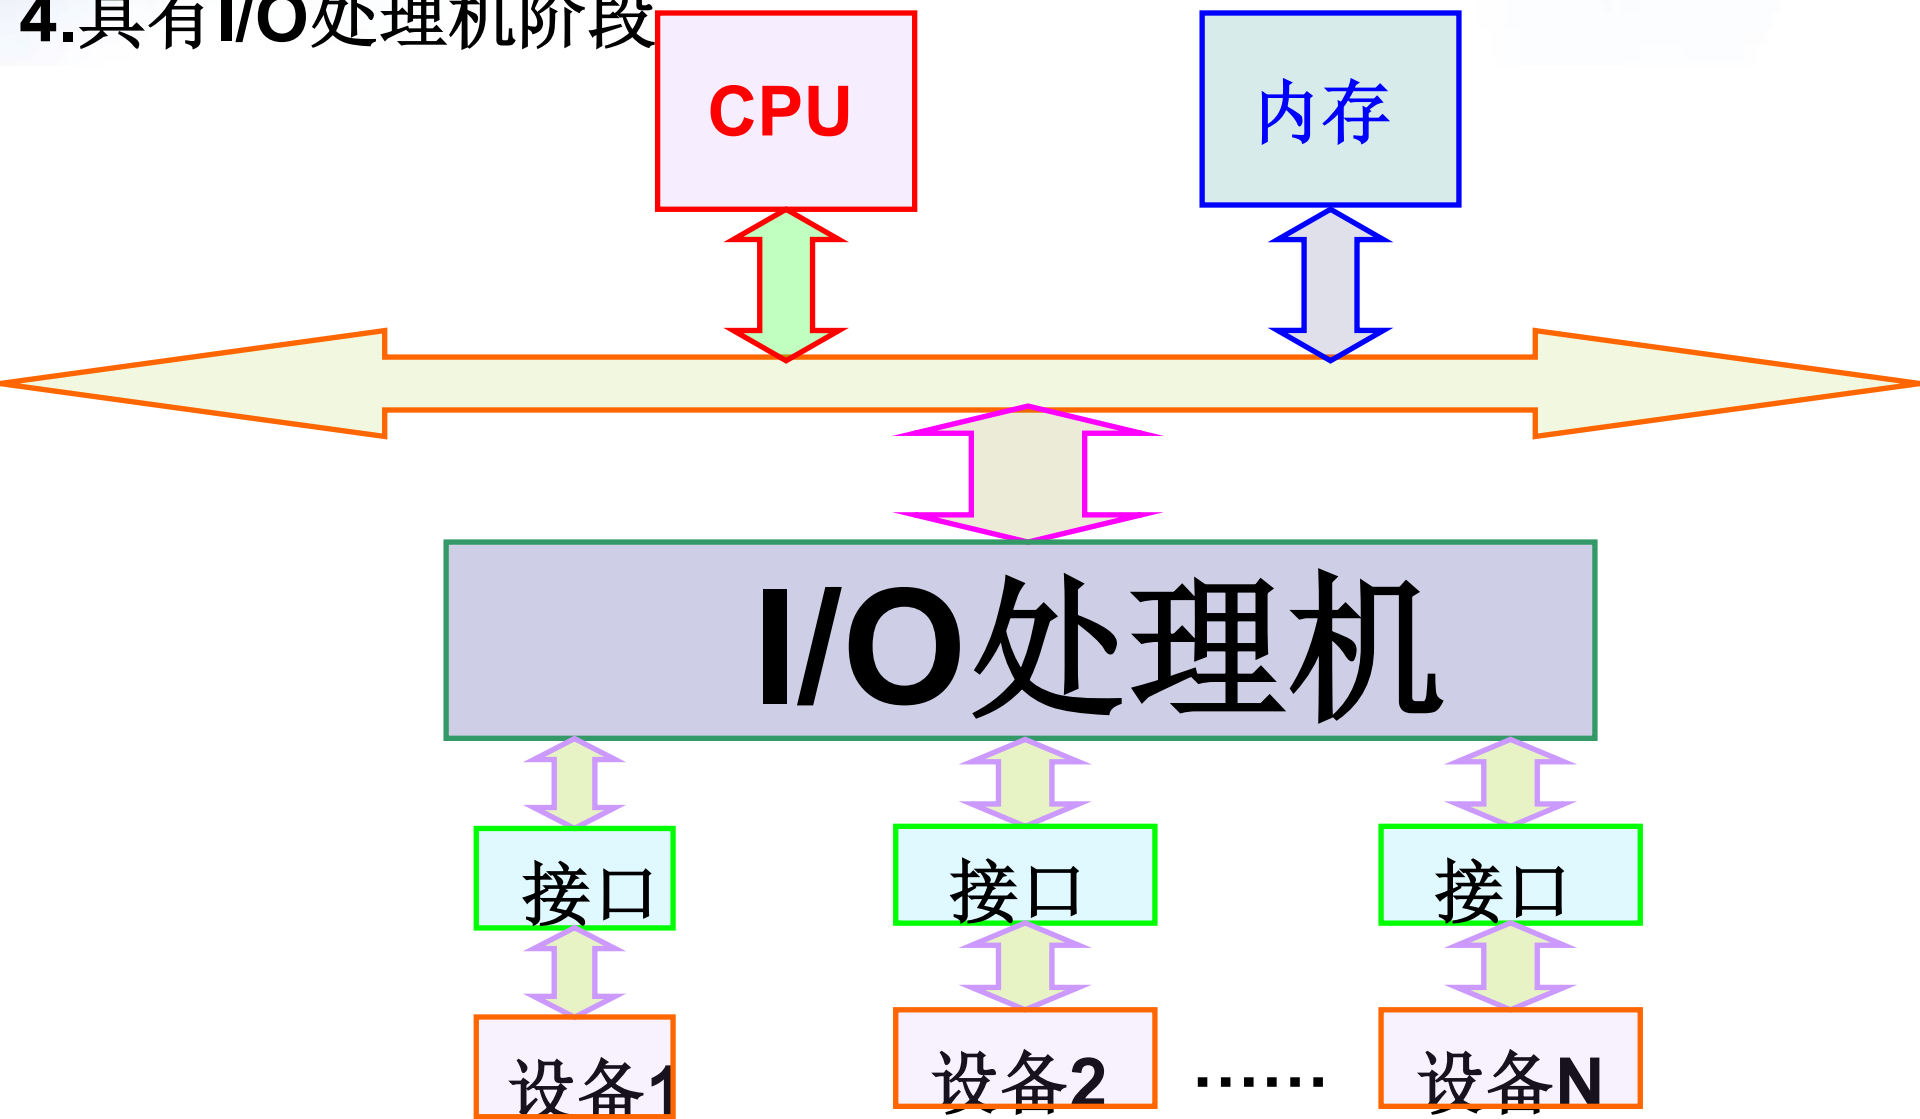 4.具有I/O处理机阶段
CPU
内存
I/O处理机
接口 接口 接口
设备1 设备2 ...... 设备N